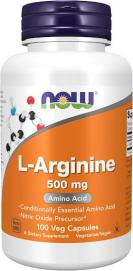 NOW
L-Arginine
500 mg
Amino Acid
•Conditionally Essential Amino Acid
•Nitric Oxide Precursor*
100 Veg Capsules
A Dietary Supplement Vegetarian/Vegan